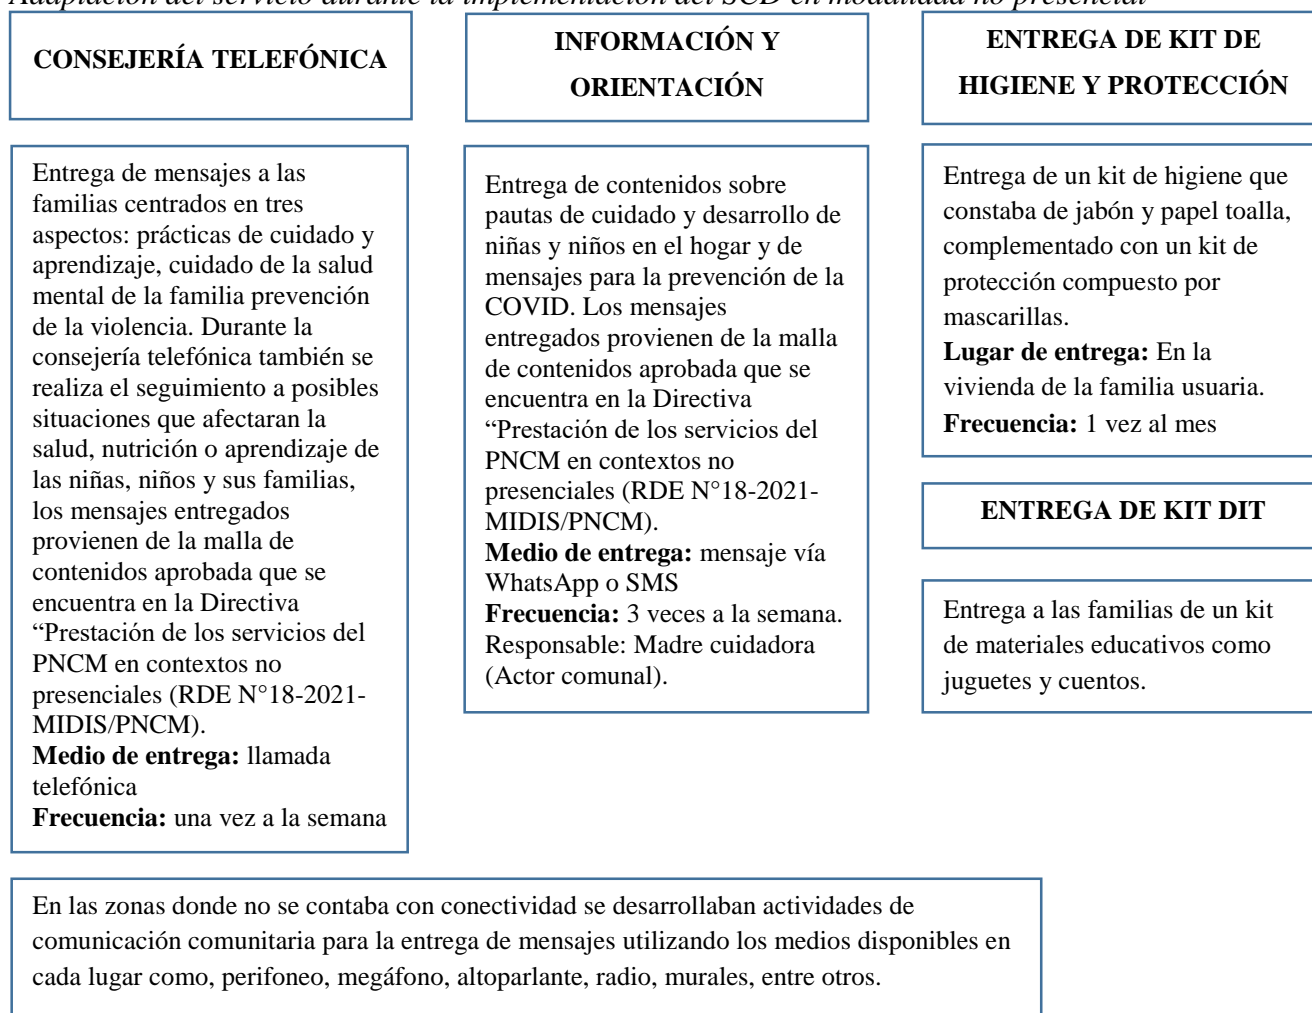 Adaptación del servicio durante la implementación del SCD en modalidad no presencial
CONSEJERÍA TELEFÓNICA
Entrega de mensajes a las
familias centrados en tres
aspectos: prácticas de cuidado y
aprendizaje, cuidado de la salud
mental de la familia prevención
de la violencia. Durante la
consejería telefónica también se
realiza el seguimiento a posibles
situaciones que afectaran la
salud, nutrición o aprendizaje de
las niñas, niños y sus familias,
los mensajes entregados
provienen de la malla de
contenidos aprobada que se
encuentra en la Directiva
“Prestación de los servicios del
PNCM en contextos no
presenciales (RDE N°18-2021-
MIDIS/PNCM).
Medio de entrega: llamada
telefónica
Frecuencia: una vez a la semana
INFORMACIÓN Y
ORIENTACIÓN
Entrega de contenidos sobre
pautas de cuidado y desarrollo de
niñas y niños en el hogar y de
mensajes para la prevención de la
COVID. Los mensajes
entregados provienen de la malla
de contenidos aprobada que se
encuentra en la Directiva
“Prestación de los servicios del
PNCM en contextos no
presenciales (RDE N°18-2021-
MIDIS/PNCM).
Medio de entrega: mensaje vía
WhatsApp o SMS
Frecuencia: 3 veces a la semana.
Responsable: Madre cuidadora
(Actor comunal).
ENTREGA DE KIT DE
HIGIENE Y PROTECCIÓN
Entrega de un kit de higiene que
constaba de jabón y papel toalla,
complementado con un kit de
protección compuesto por
mascarillas.
Lugar de entrega: En la
vivienda de la familia usuaria.
Frecuencia: 1 vez al mes
ENTREGA DE KIT DIT
Entrega a las familias de un kit
de materiales educativos como
juguetes y cuentos.
En las zonas donde no se contaba con conectividad se desarrollaban actividades de
comunicación comunitaria para la entrega de mensajes utilizando los medios disponibles en
cada lugar como, perifoneo, megáfono, altoparlante, radio, murales, entre otros.